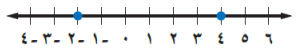 ٤- ٣- ٢- ١- ٠ ١ ٢ ٣ ٤ ٥ ٦